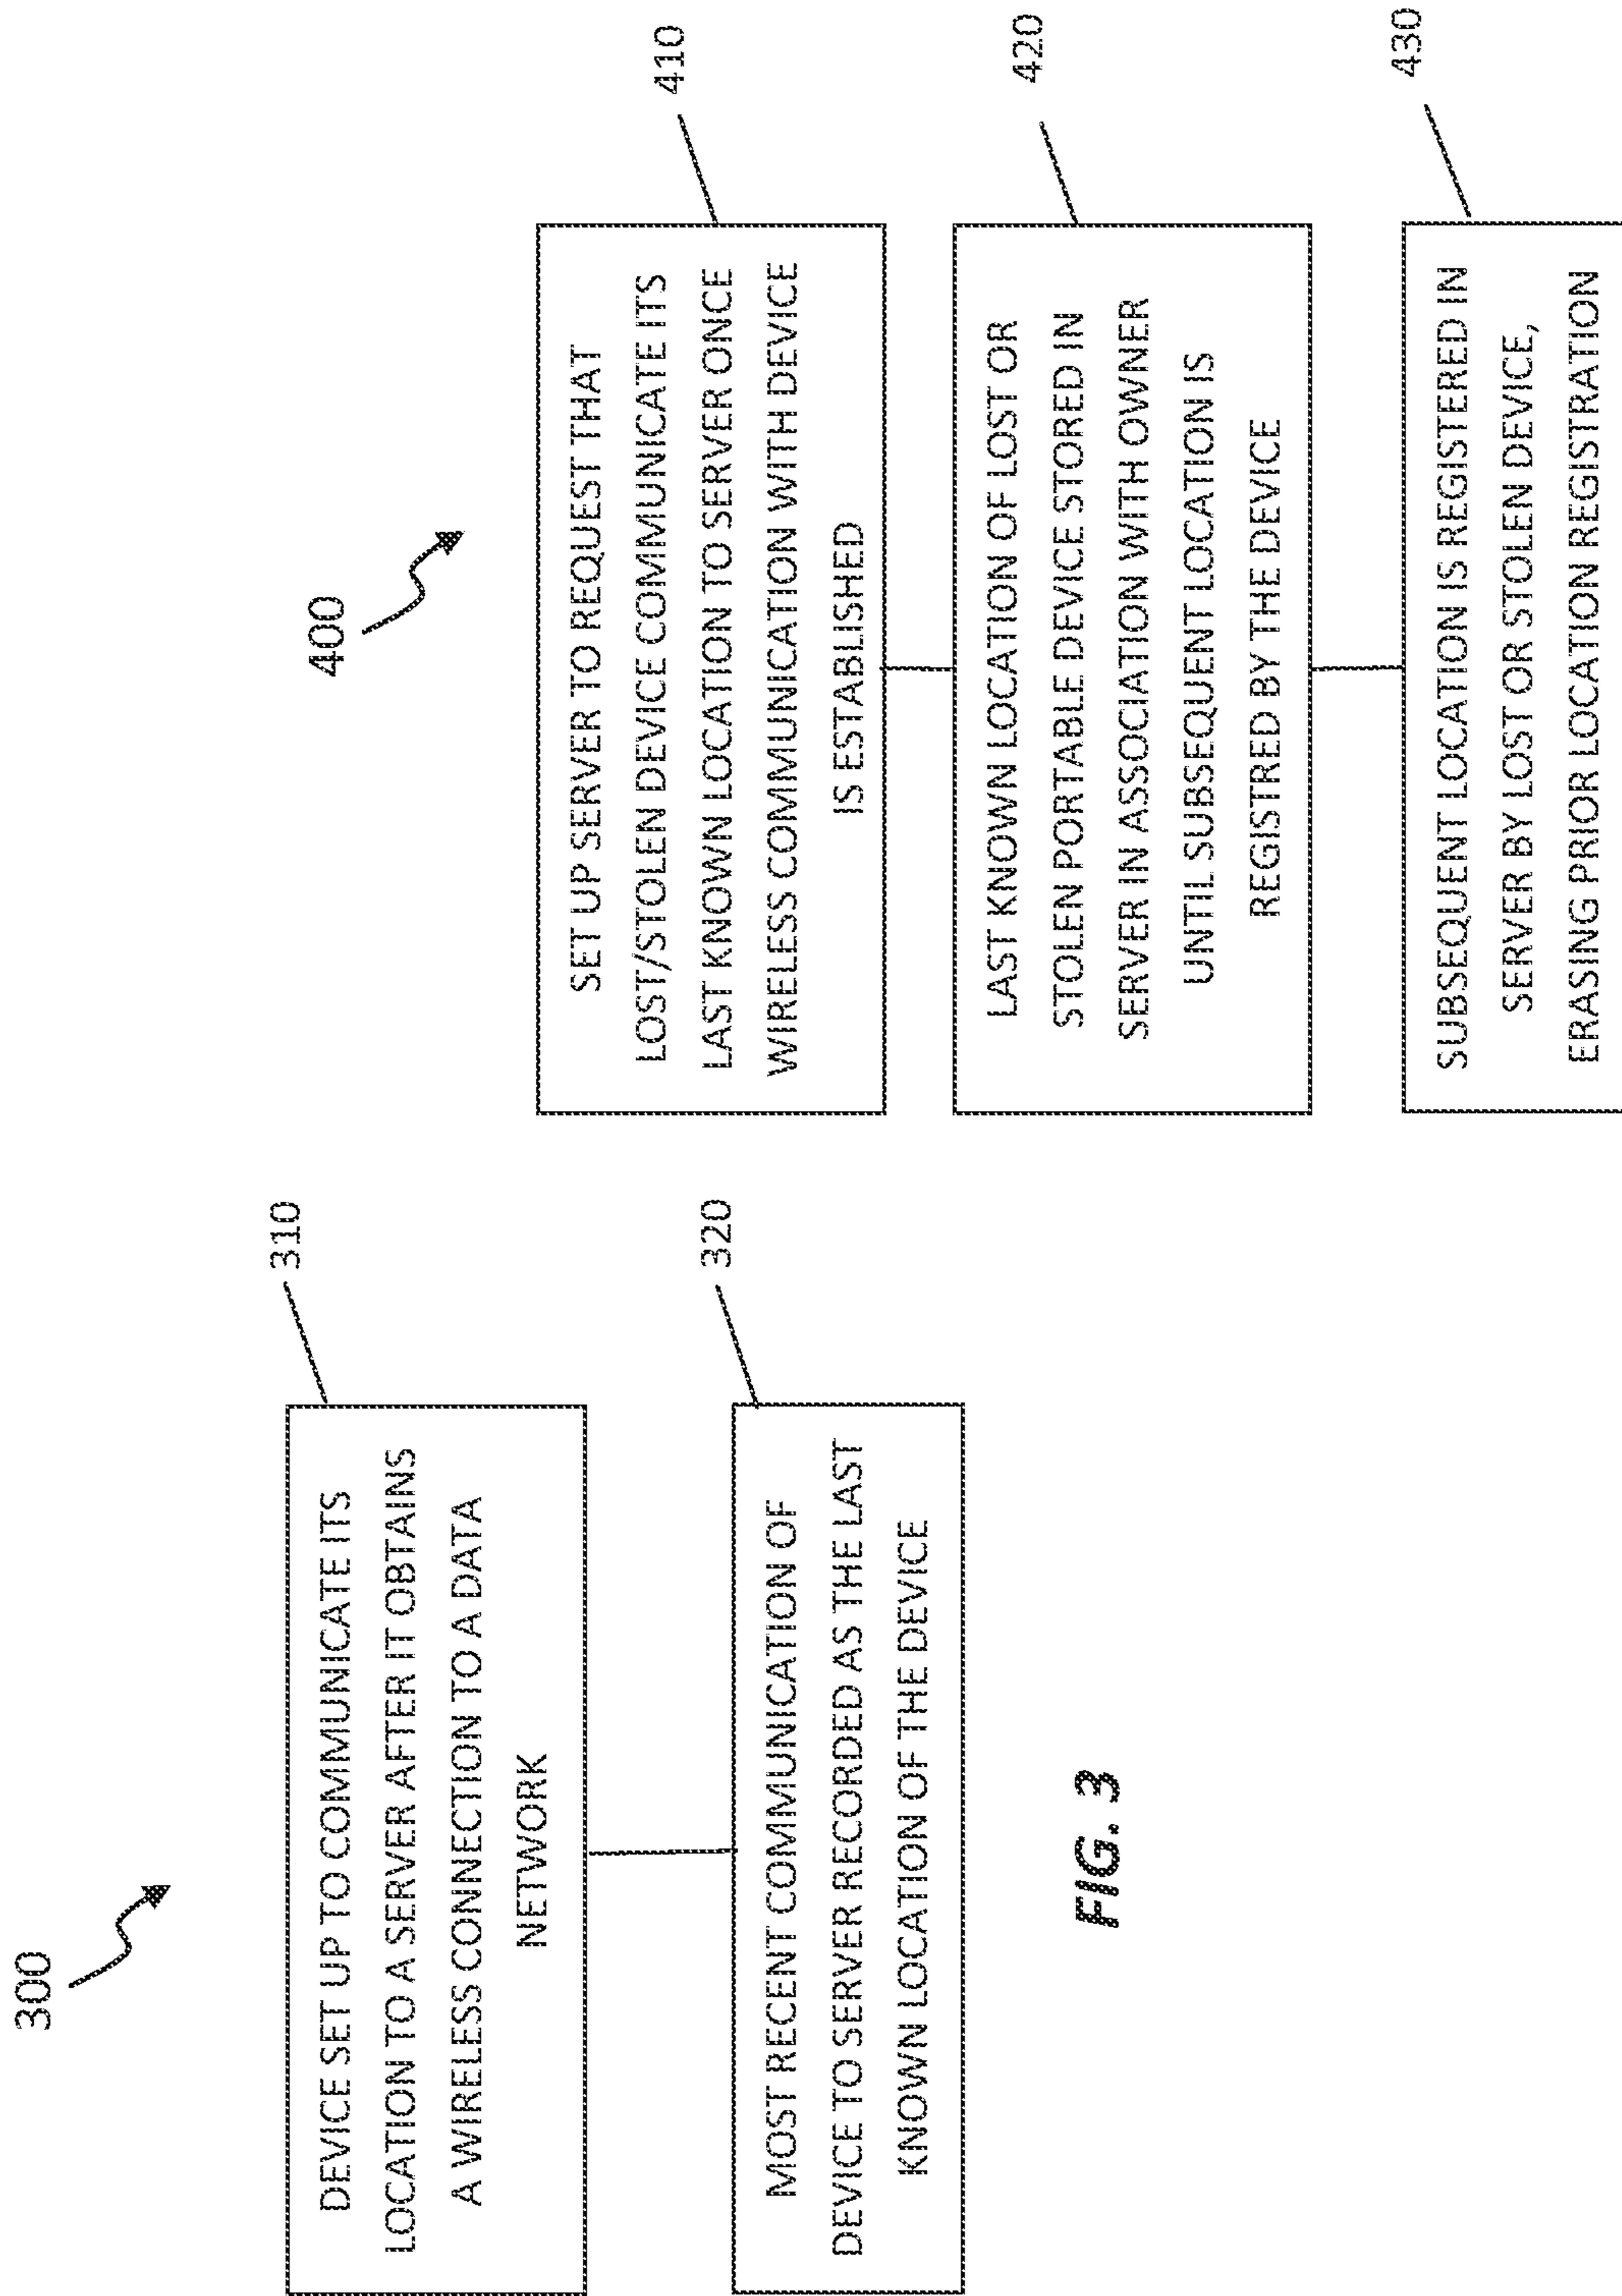 300
310
DEVICE SET UP TO COMMUNICATE ITS
LOCATION TO A SERVER AFTER IT OBTAINS
A WIRELESS CONNECTION TO A DATA
NETWORK
320
MOST RECENT COMMUNICATION OF
DEVICE TO SERVER RECORDED AS THE LAST
KNOWN LOCATION OF THE DEVICE
FIG. 3
400
410
SET UP SERVER TO REQUEST THAT
LOST/STOLEN DEVICE COMMUNICATE ITS
LAST KNOWN LOCATION TO SERVER ONCE
WIRELESS COMMUNICATION WITH DEVICE
IS ESTABLISHED
420
LAST KNOWN LOCATION OF LOST OR
STOLEN PORTABLE DEVICE STORED IN
SERVER IN ASSOCIATION WITH OWNER
UNTIL SUBSEQUENT LOCATION IS
REGISTRED BY THE DEVICE
430
SUBSEQUENT LOCATION IS REGISTERED IN
SERVER BY LOST OR STOLEN DEVICE,
ERASING PRIOR LOCATION REGISTRATION